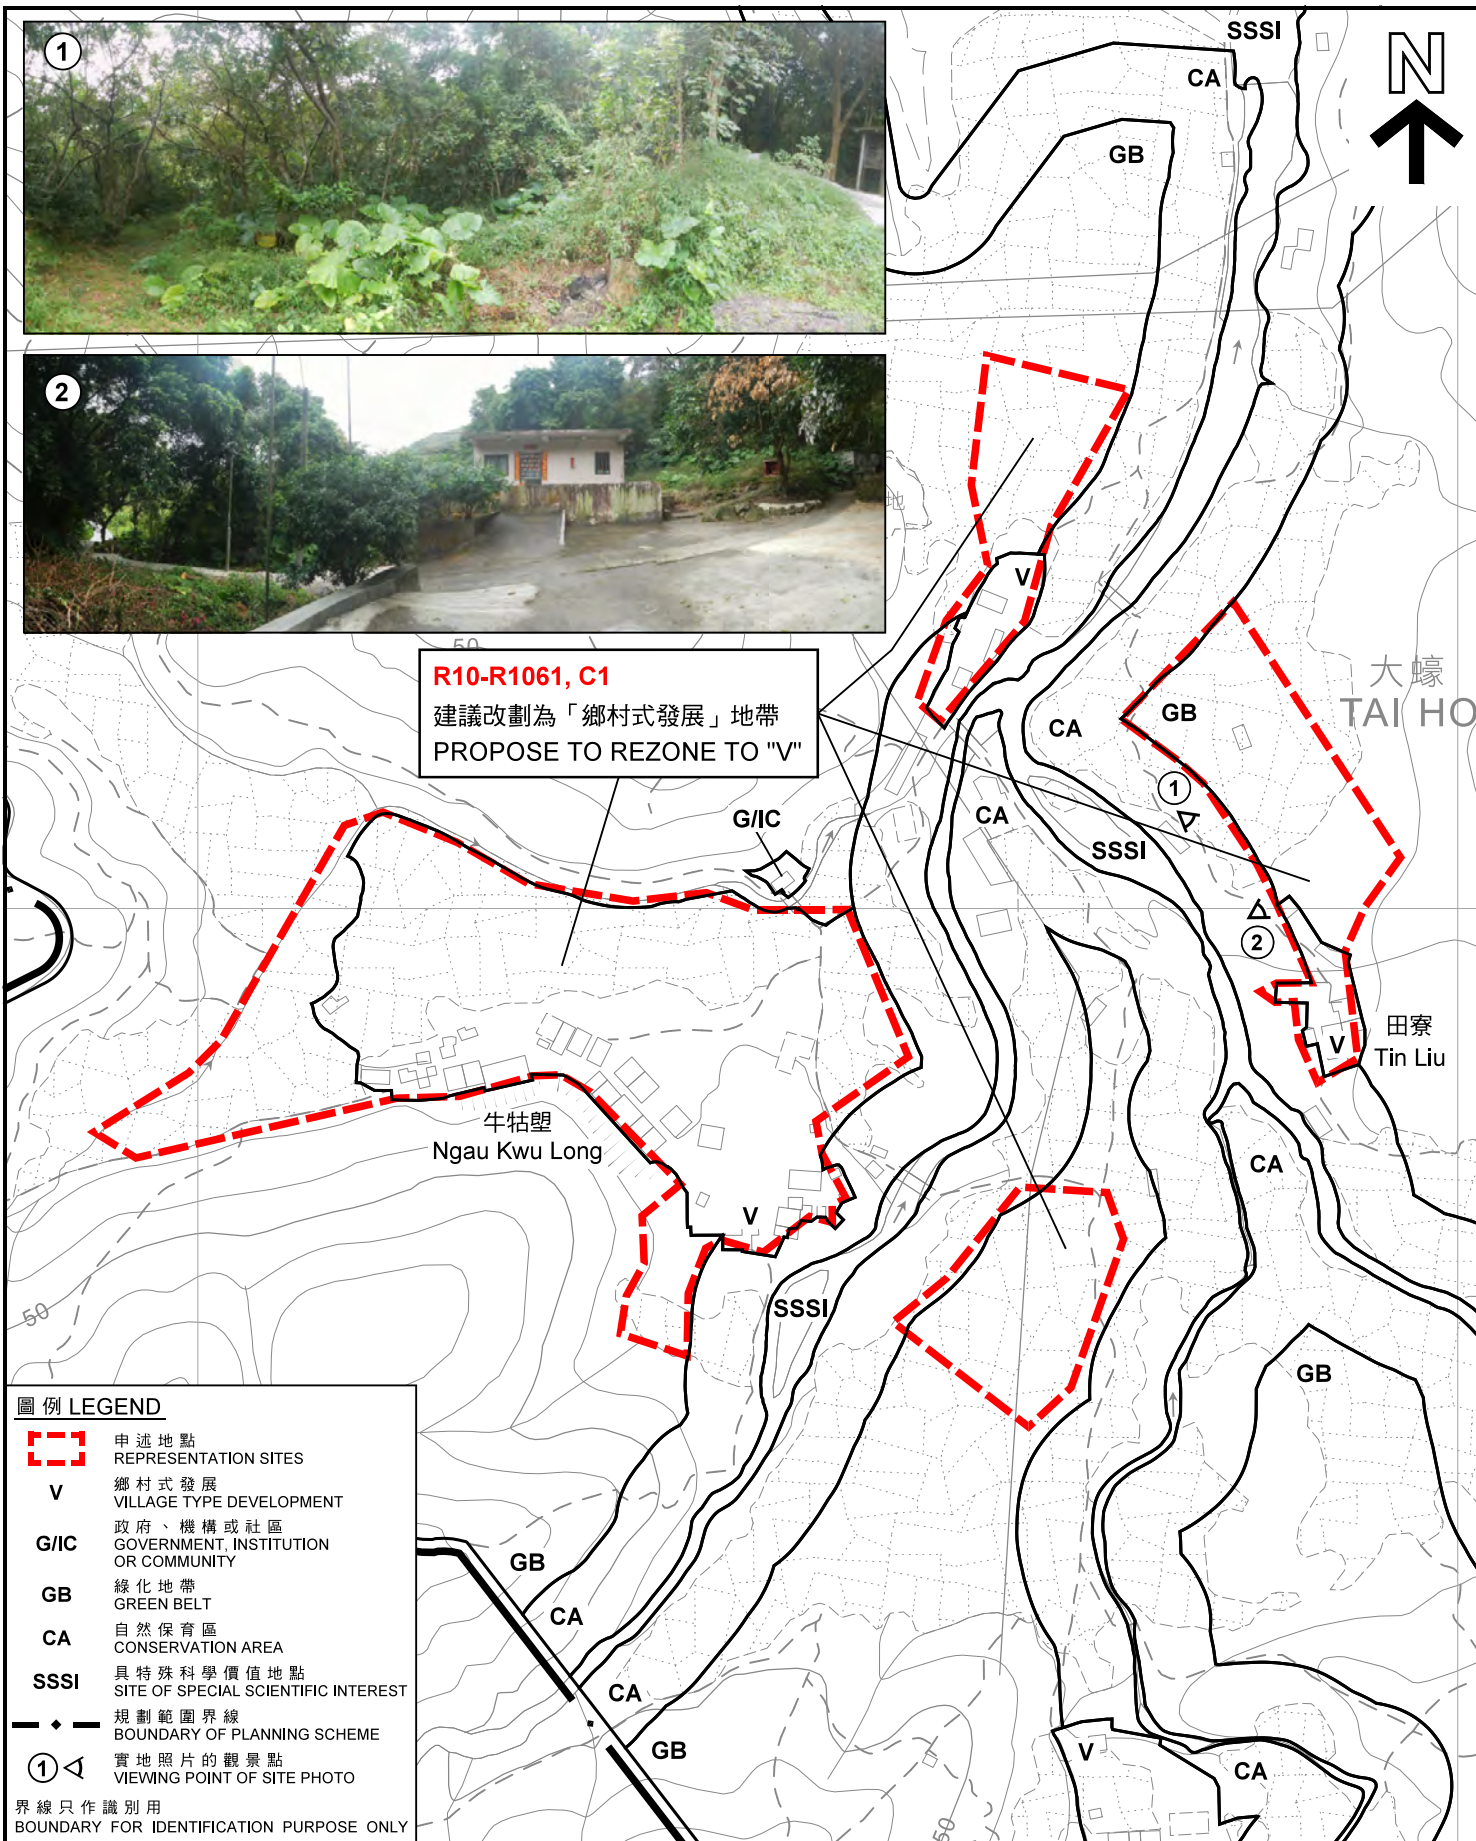 1
SSSI
CA
N
GB
2
地
V
50
R10-R1061, C1
建議改劃為「鄉村式發展」地帶
PROPOSE TO REZONE TO "V"
大蠔
TAI HO
GB
CA
1
CA
G/IC
SSSI
2
田寮
Tin Liu
V
牛牯塱
Ngau Kwu Long
CA
V
SSSI
50
GB
圖例 LEGEND
申述地點
REPRESENTATION SITES
V
鄉村式發展
VILLAGE TYPE DEVELOPMENT
G/IC
政府、機構或社區
GOVERNMENT, INSTITUTION
OR COMMUNITY
GB
綠化地帶
GREEN BELT
CA
自然保育區
CONSERVATION AREA
SSSI
具特殊科學價值地點
SITE OF SPECIAL SCIENTIFIC INTEREST
規劃範圍界線
BOUNDARY OF PLANNING SCHEME
1
實地照片的觀景點
VIEWING POINT OF SITE PHOTO
界線只作識別用
BOUNDARY FOR IDENTIFICATION PURPOSE ONLY
GB
CA
CA
GB
V
CA
50